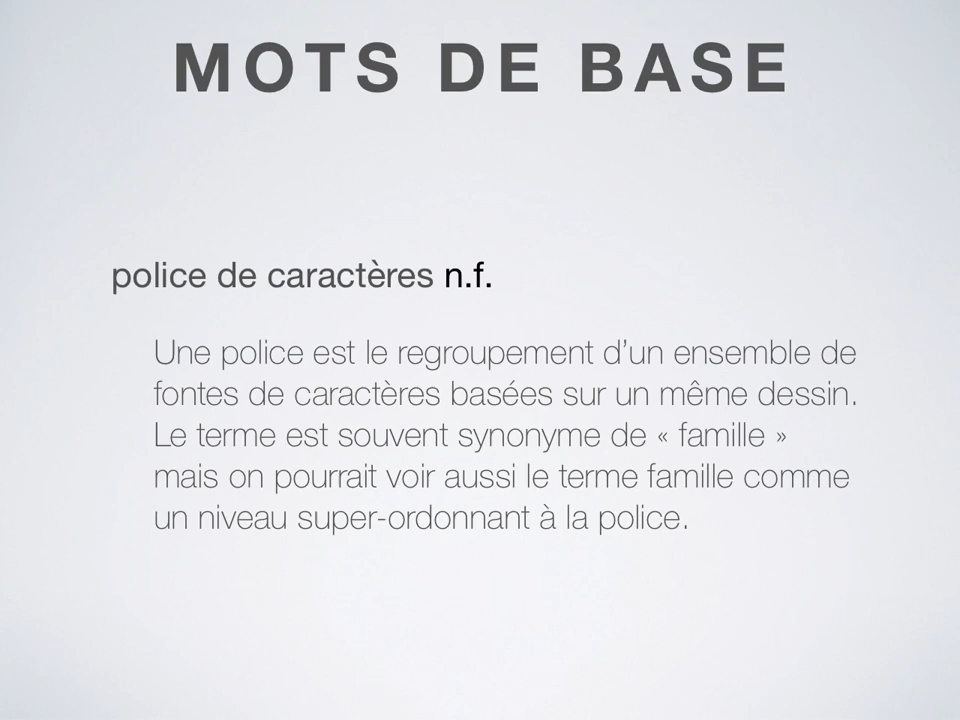 MOTS DE BASE
police de caractères n.f.
Une police est le regroupement d’un ensemble de
fontes de caractères basées sur un même dessin.
Le terme est souvent synonyme de « famille »
mais on pourrait voir aussi le terme famille comme
un niveau super-ordonnant à la police.